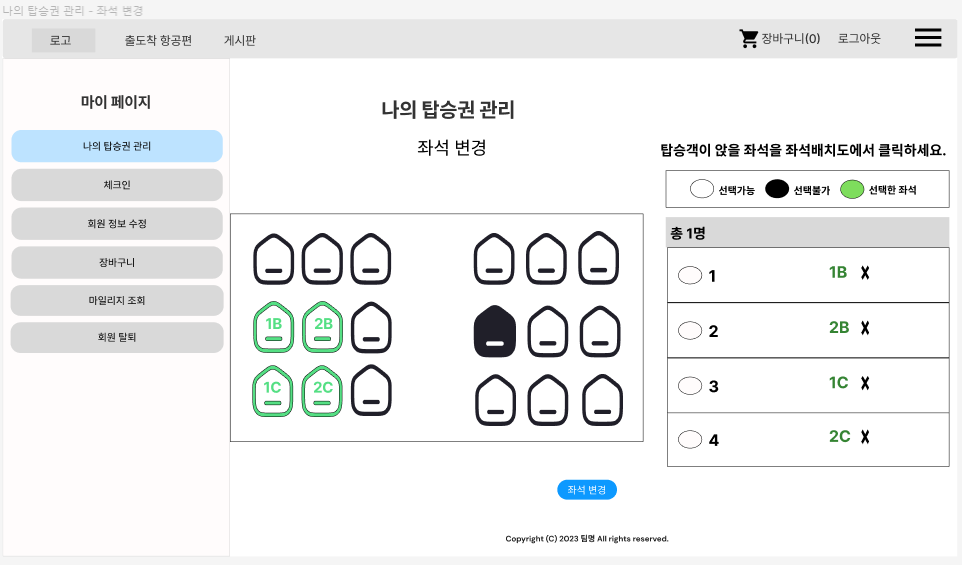 나의 탑승권 관리 - 좌석 변경
로고 출도착 항공편 게시판 장바구니(0) 로그아웃
마이 페이지
나의 탑승권 관리
체크인
회원 정보 수정
장바구니
마일리지 조회
회원 탈퇴
나의 탑승권 관리
좌석 변경
1B 2B
1C 2C
탑승객이 앉을 좌석을 좌석배치도에서 클릭하세요.
선택가능 선택불가 선택한 좌석
총 1명
1 1B X
2 2B X
3 1C X
4 2C X
좌석 변경
Copyright (C) 2023 팀명 All rights reserved.